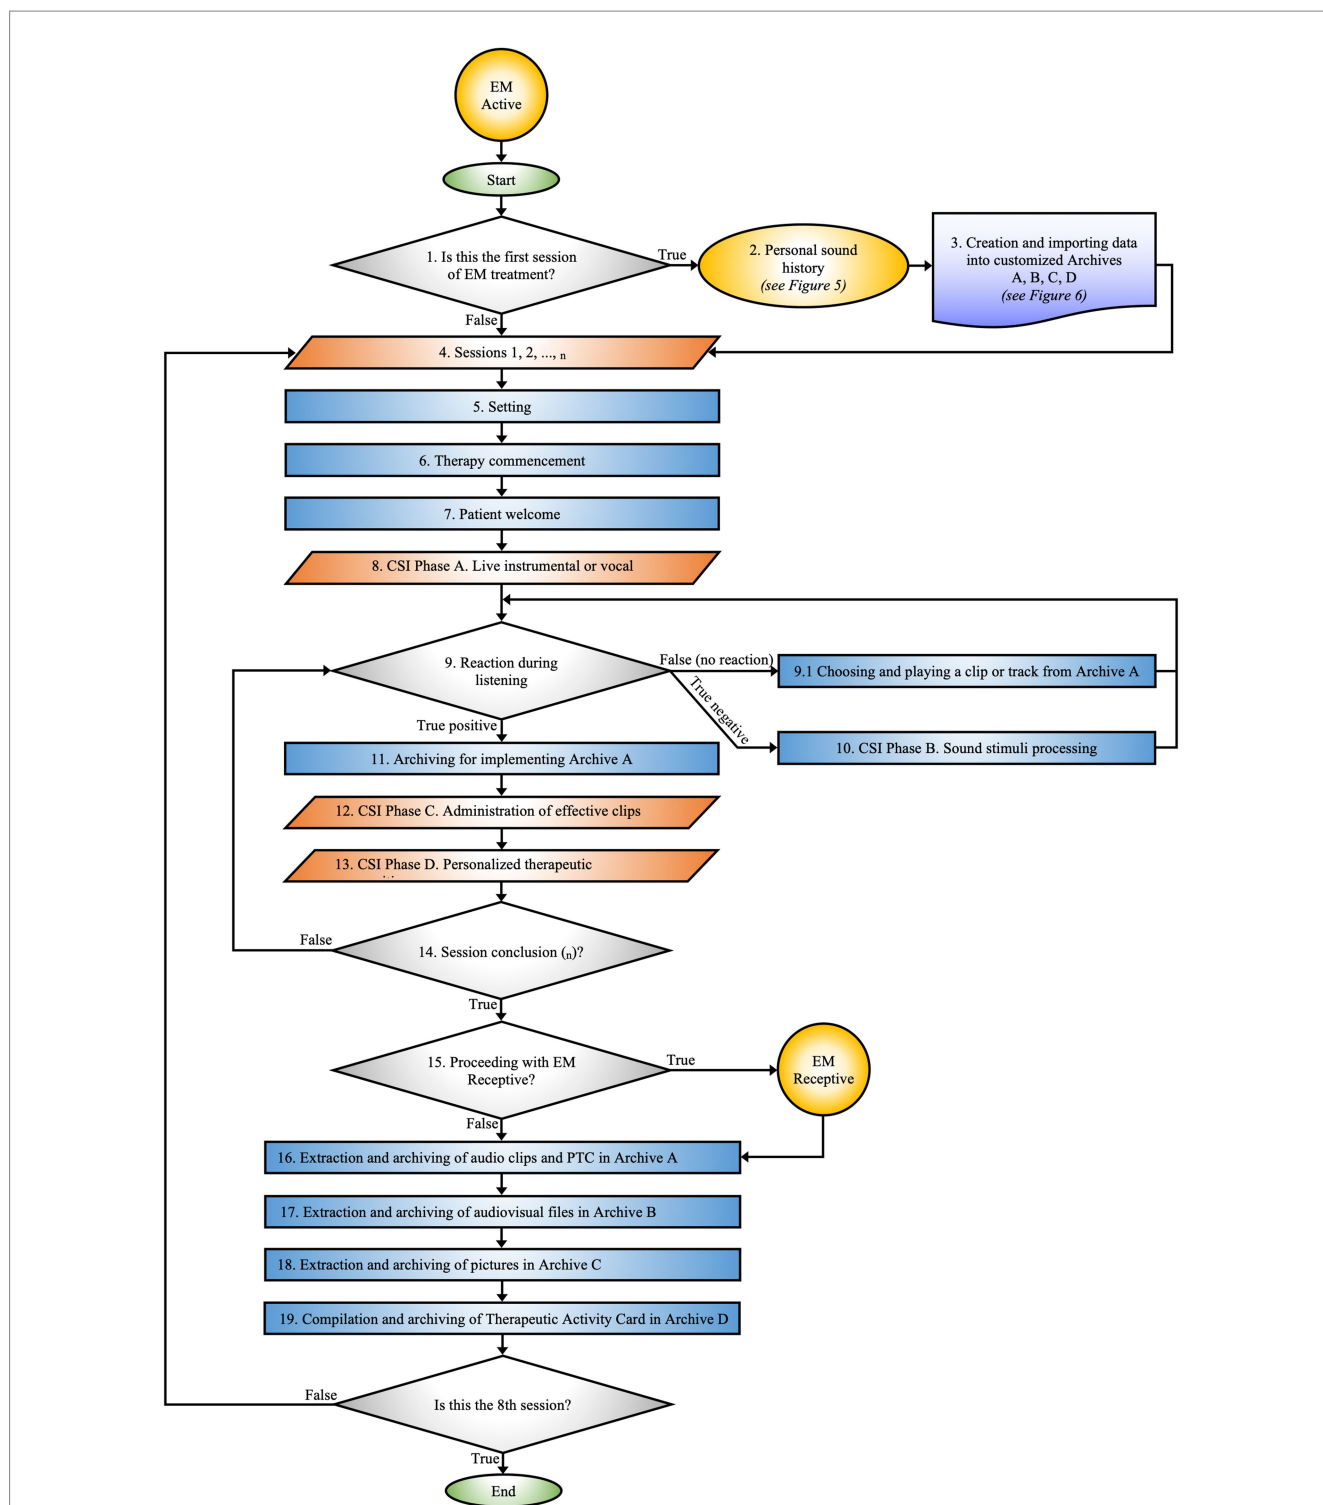 EM
Active
Start
1. Is this the first session
of EM treatment?
True
2. Personal sound
history
(see Figure 5)
3. Creation and importing data
into customized Archives
A, B, C, D
(see Figure 6)
False
4. Sessions 1, 2, ..., n
5. Setting
6. Therapy commencement
7. Patient welcome
8. CSI Phase A. Live instrumental or vocal
9. Reaction during
listening
False (no reaction)
9.1 Choosing and playing a clip or track from Archive A
True negative
10. CSI Phase B. Sound stimuli processing
True positive
11. Archiving for implementing Archive A
12. CSI Phase C. Administration of effective clips
13. CSI Phase D. Personalized therapeutic
False
14. Session conclusion (n)?
True
15. Proceeding with EM
Receptive?
True
EM
Receptive
False
16. Extraction and archiving of audio clips and PTC in Archive A
17. Extraction and archiving of audiovisual files in Archive B
18. Extraction and archiving of pictures in Archive C
19. Compilation and archiving of Therapeutic Activity Card in Archive D
False
Is this the 8th session?
True
End